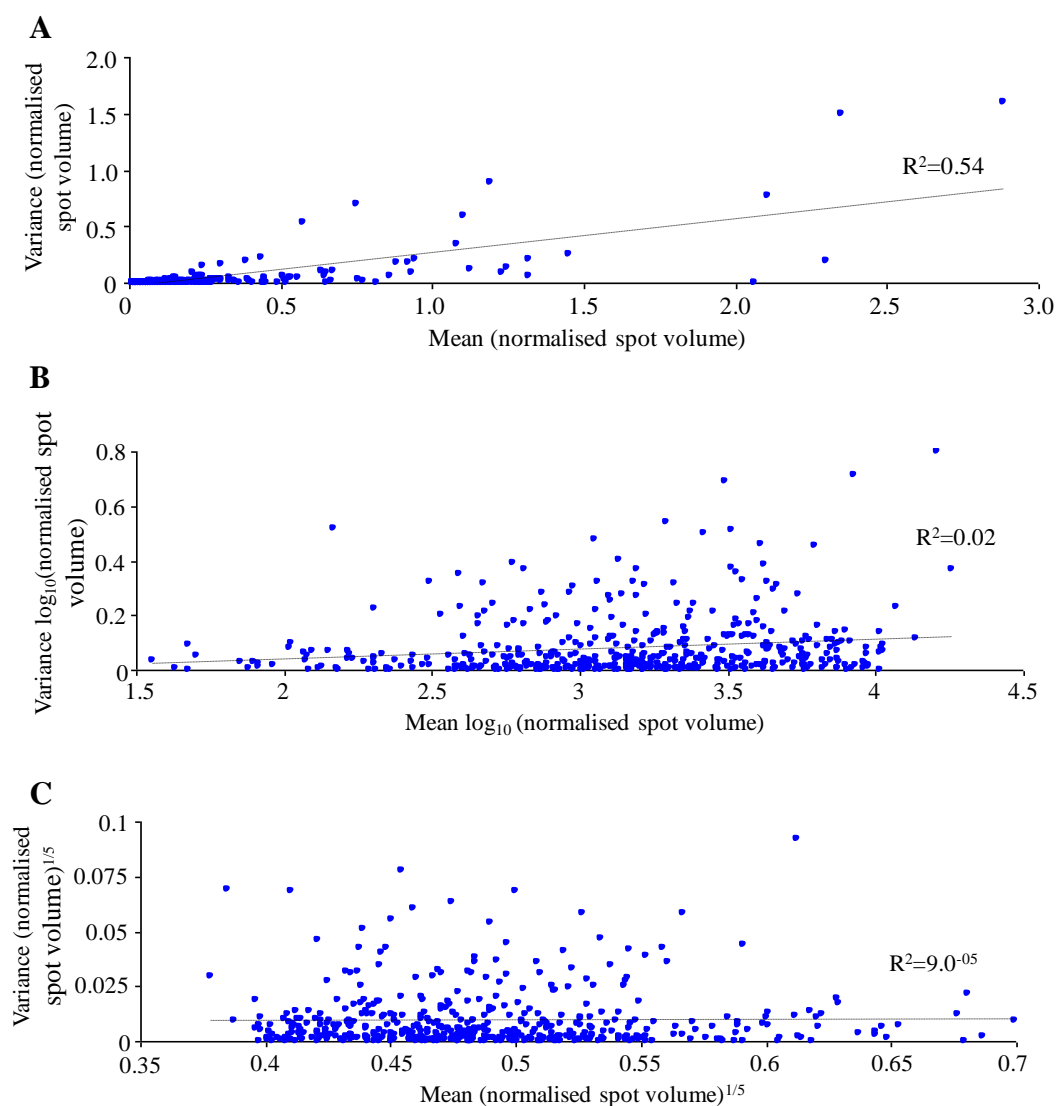 A
Variance (normalised
spot volume)
2.0
1.5
1.0
0.5
0
R²=0.54
0 0.5 1.0 1.5 2.0 2.5 3.0
Mean (normalised spot volume)
B
Variance log₁₀(normalised spot
volume)
0.8
0.6
0.4
0.2
0
R²=0.02
1.5 2 2.5 3 3.5 4 4.5
Mean log₁₀ (normalised spot volume)
C
Variance (normalised
spot volume)¹/⁵
0.1
0.075
0.05
0.025
0
R²=9.0⁻⁰⁵
0.35 0.4 0.45 0.5 0.55 0.6 0.65 0.7
Mean (normalised spot volume)¹/⁵